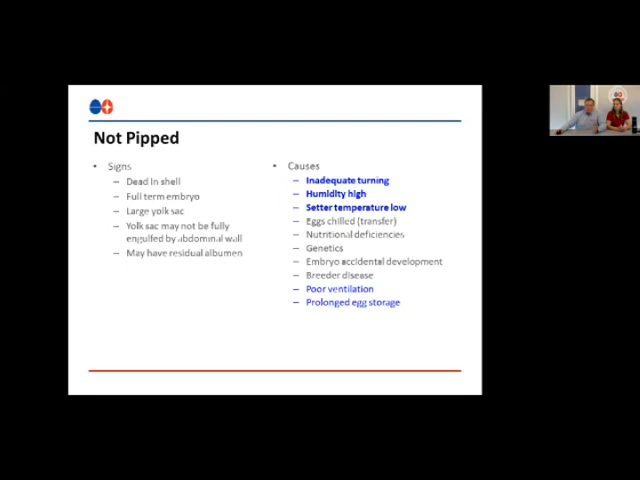 Not Pipped
• Signs
– Dead in shell
– Full term embryo
– Large yolk sac
– Yolk sac may not be fully
engulfed by abdominal wall
– May have residual albumen
• Causes
– Inadequate turning
– Humidity high
– Setter temperature low
– Eggs chilled (transfer)
– Nutritional deficiencies
– Genetics
– Embryo accidental development
– Breeder disease
– Poor ventilation
– Prolonged egg storage